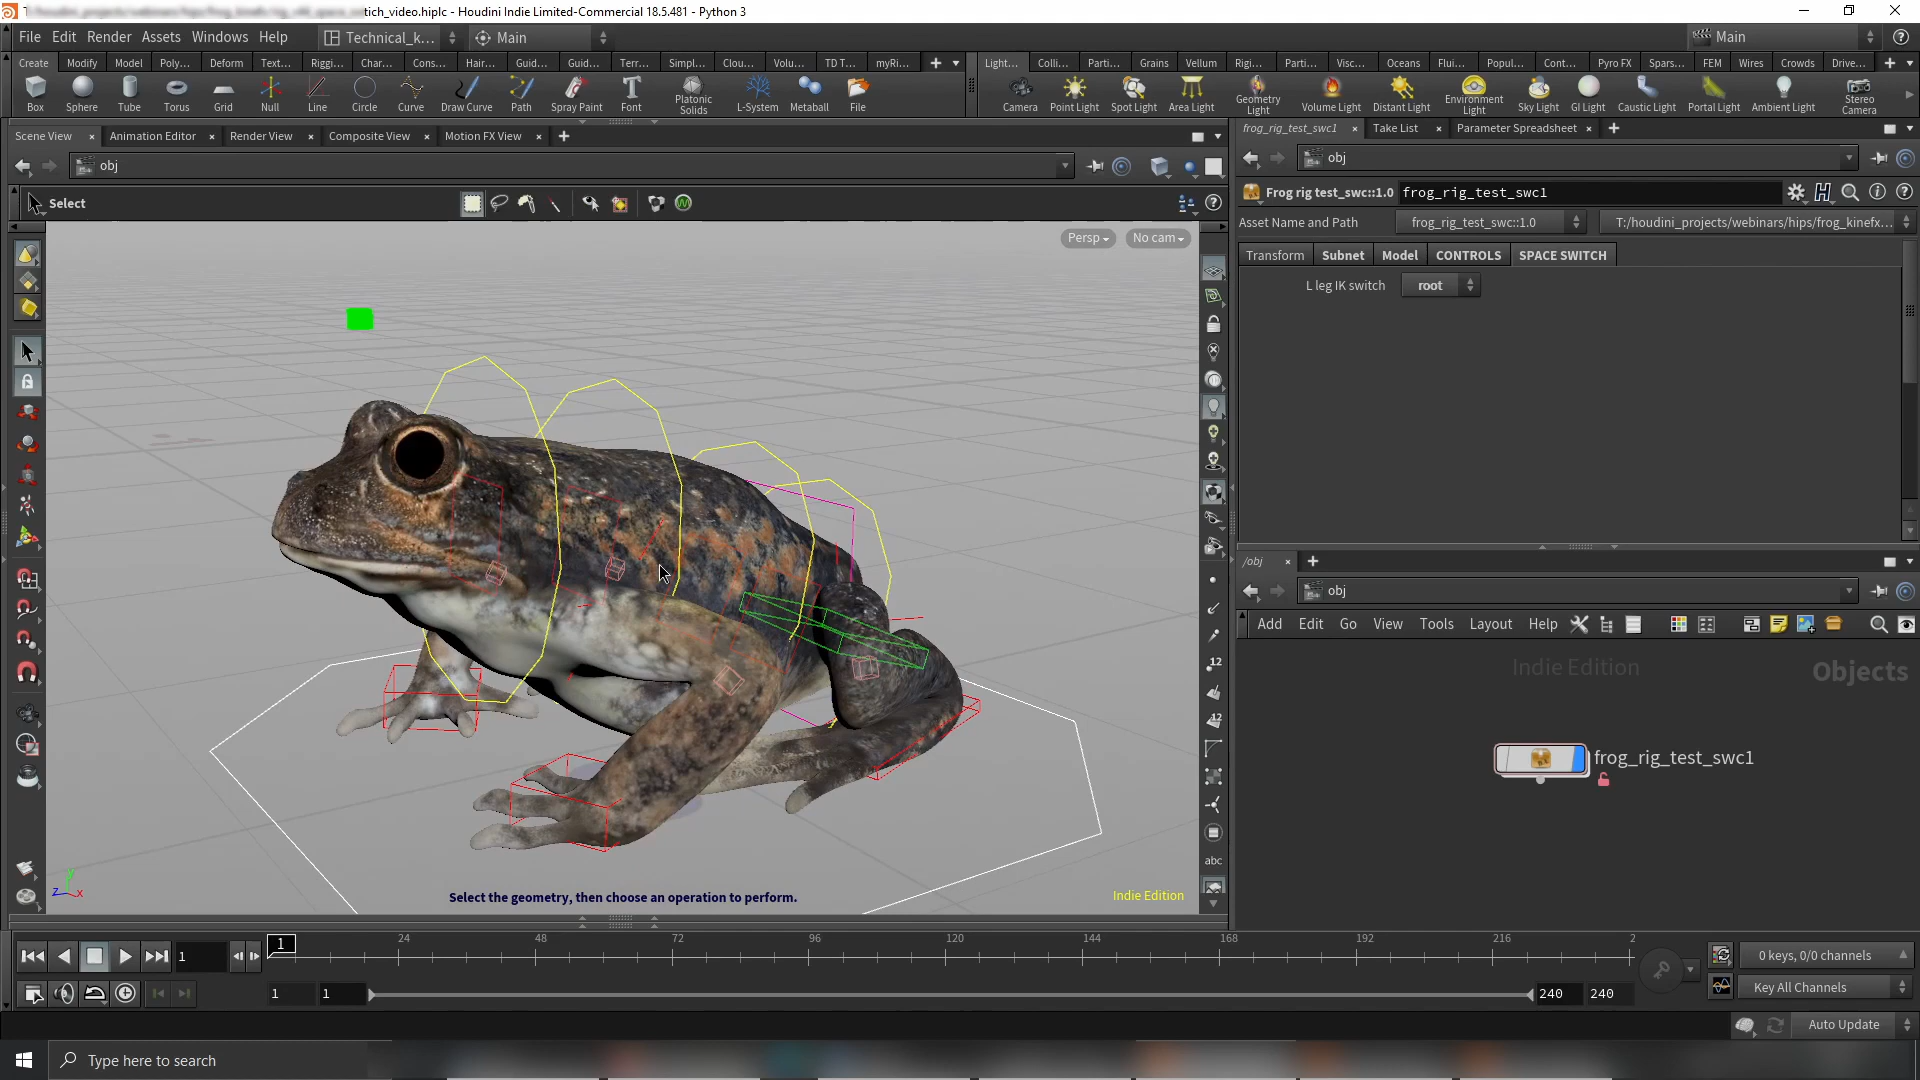 tich_video.hiplc - Houdini Indie Limited-Commercial 18.5.481 - Python 3
File Edit Render Assets Windows Help Technical_k... Main Main
Create Modify Model Poly... Deform Text... Riggi... Char... Cons... Hair... Guid... Guid... Terr... Simpl... Clou... Volu... TD T... myRi...
Light... Colli... Parti... Grains Vellum Rigi... Parti... Visc... Oceans Flui... Popul... Cont... Pyro FX Spars... FEM Wires Crowds Drive...
Box Sphere Tube Torus Grid Null Line Circle Curve Draw Curve Path Spray Paint Font Platonic Solids L-System Metaball File
Camera Point Light Spot Light Area Light Geometry Light Volume Light Distant Light Environment Light Sky Light GI Light Caustic Light Portal Light Ambient Light Stereo Camera
Scene View Animation Editor Render View Composite View Motion FX View
obj
Select
Persp No cam
abc
Select the geometry, then choose an operation to perform.
Indie Edition
frog_rig_test_swc1 Take List Parameter Spreadsheet
obj
Frog rig test_swc::1.0 frog_rig_test_swc1
Asset Name and Path frog_rig_test_swc::1.0 T:/houdini_projects/webinars/hips/frog_kinefx...
Transform Subnet Model CONTROLS SPACE SWITCH
L leg IK switch root
/obj
obj
Add Edit Go View Tools Layout Help
Indie Edition Objects
frog_rig_test_swc1
1 1 24 48 72 96 120 144 168 192 216 2
0 keys, 0/0 channels
1 1 240 240
Key All Channels
Auto Update
Type here to search